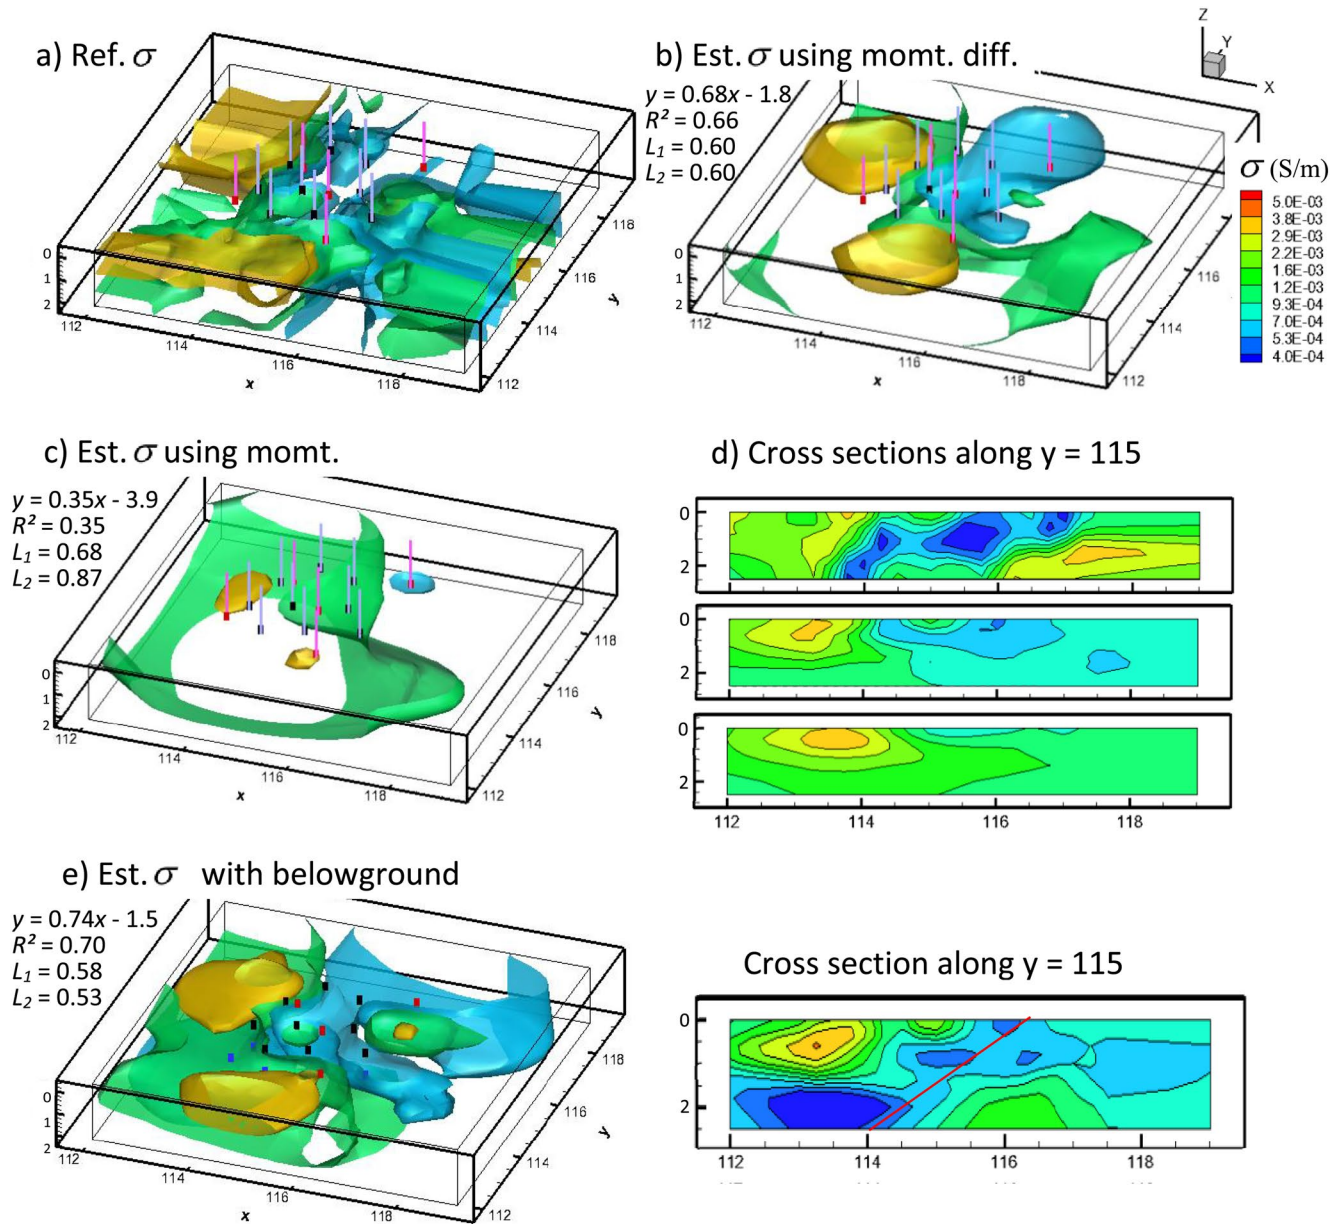 a) Ref. σ
0
1
2
112
114
116
118
x
112
114
116
118
y
b) Est. σ using momt. diff.
y = 0.68x - 1.8
R² = 0.66
L1 = 0.60
L2 = 0.60
0
1
2
112
114
116
118
x
112
114
116
y
Z
Y
X
σ (S/m)
5.0E-03
3.8E-03
2.9E-03
2.2E-03
1.6E-03
1.2E-03
9.3E-04
7.0E-04
5.3E-04
4.0E-04
c) Est. σ using momt.
y = 0.35x - 3.9
R² = 0.35
L1 = 0.68
L2 = 0.87
0
1
2
112
114
116
118
x
112
114
116
118
y
d) Cross sections along y = 115
0
2
0
2
0
2
112
114
116
118
e) Est. σ with belowground
y = 0.74x - 1.5
R² = 0.70
L1 = 0.58
L2 = 0.53
0
1
2
112
114
116
118
x
112
114
116
118
y
Cross section along y = 115
0
2
112
114
116
118